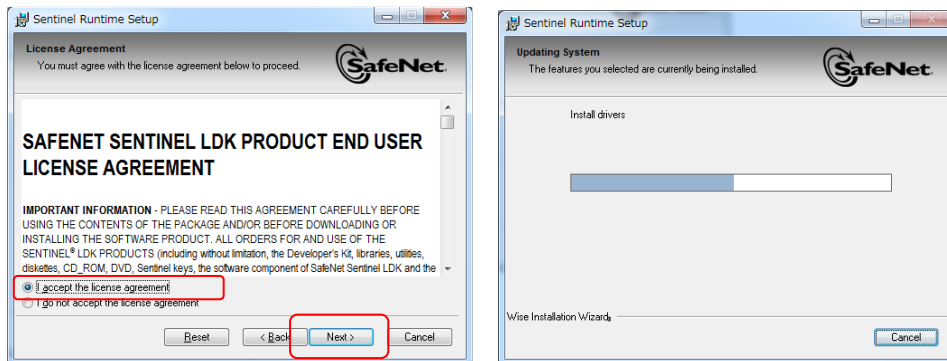 Sentinel Runtime Setup
License Agreement
You must agree with the license agreement below to proceed.
SafeNet.
SAFENET SENTINEL LDK PRODUCT END USER
LICENSE AGREEMENT
IMPORTANT INFORMATION - PLEASE READ THIS AGREEMENT CAREFULLY BEFORE
USING THE CONTENTS OF THE PACKAGE AND/OR BEFORE DOWNLOADING OR
INSTALLING THE SOFTWARE PRODUCT. ALL ORDERS FOR AND USE OF THE
SENTINEL® LDK PRODUCTS (including without limitation, the Developer's Kit, libraries, utilities,
diskettes, CD_ROM, DVD, Sentinel keys, the software component of SafeNet Sentinel LDK and the
I accept the license agreement
I do not accept the license agreement
Reset
< Back
Next >
Cancel
Sentinel Runtime Setup
Updating System
The features you selected are currently being installed.
SafeNet.
Install drivers
Wise Installation Wizard
Cancel